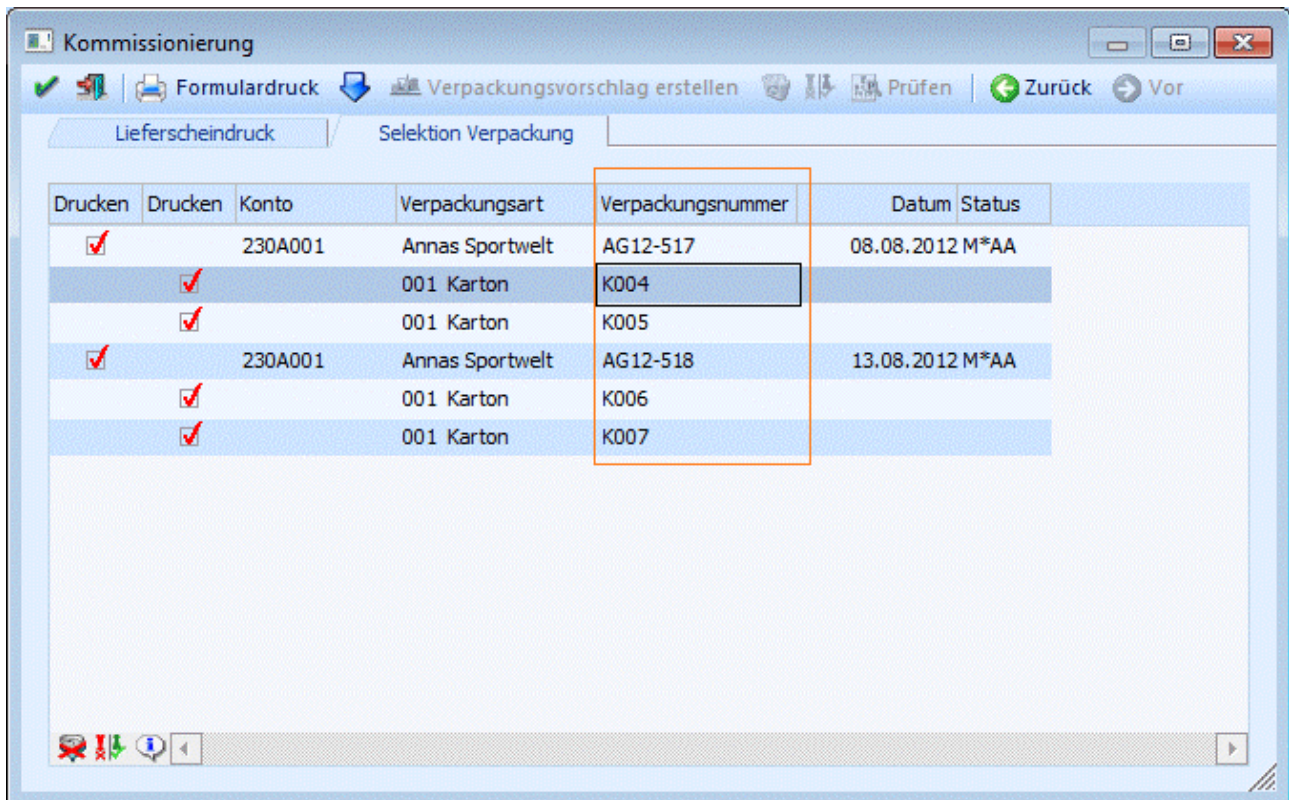 Kommissionierung
Formulardruck Verpackungsvorschlag erstellen Prüfen Zurück Vor
Lieferscheindruck Selektion Verpackung
Drucken Drucken Konto Verpackungsart Verpackungsnummer Datum Status
230A001 Annas Sportwelt AG12-517 08.08.2012 M*AA
001 Karton K004
001 Karton K005
230A001 Annas Sportwelt AG12-518 13.08.2012 M*AA
001 Karton K006
001 Karton K007